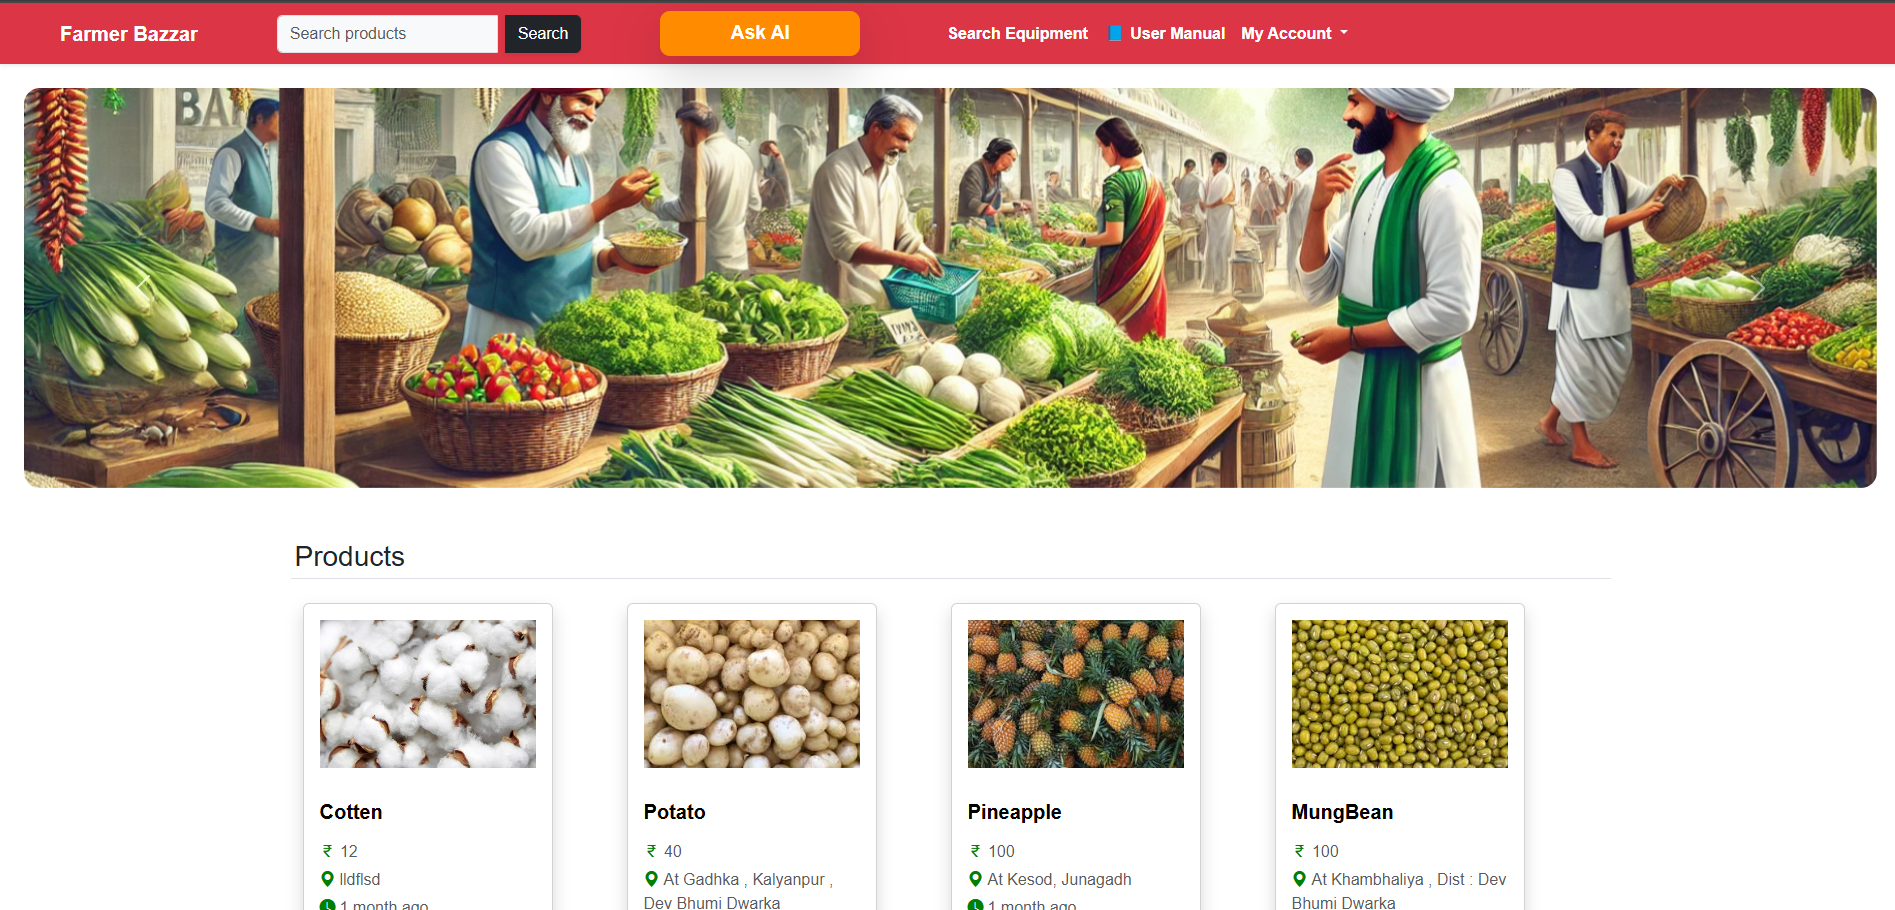 Farmer Bazzar
Search products
Search
Ask AI
Search Equipment
User Manual
My Account
BA
Products
Cotten
₹ 12
lldflsd
1 month ago
Potato
₹ 40
At Gadhka , Kalyanpur ,
Dev Bhumi Dwarka
Pineapple
₹ 100
At Kesod, Junagadh
1 month ago
MungBean
₹ 100
At Khambhaliya , Dist : Dev
Bhumi Dwarka